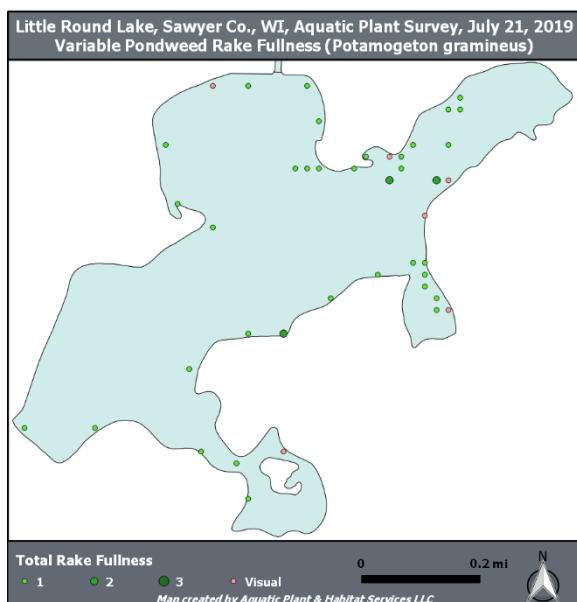 Little Round Lake, Sawyer Co., WI, Aquatic Plant Survey, July 21, 2019
Variable Pondweed Rake Fullness (Potamogeton gramineus)
Total Rake Fullness
1 2 3 Visual
0 0.2 mi
N
Map created by Aquatic Plant & Habitat Services LLC